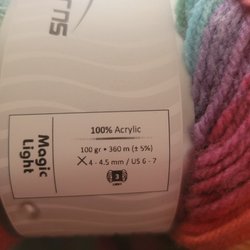 rns
100% Acrylic
100 gr • 360 m (± 5%)
4 - 4.5 mm / US 6 - 7
Magic
Light